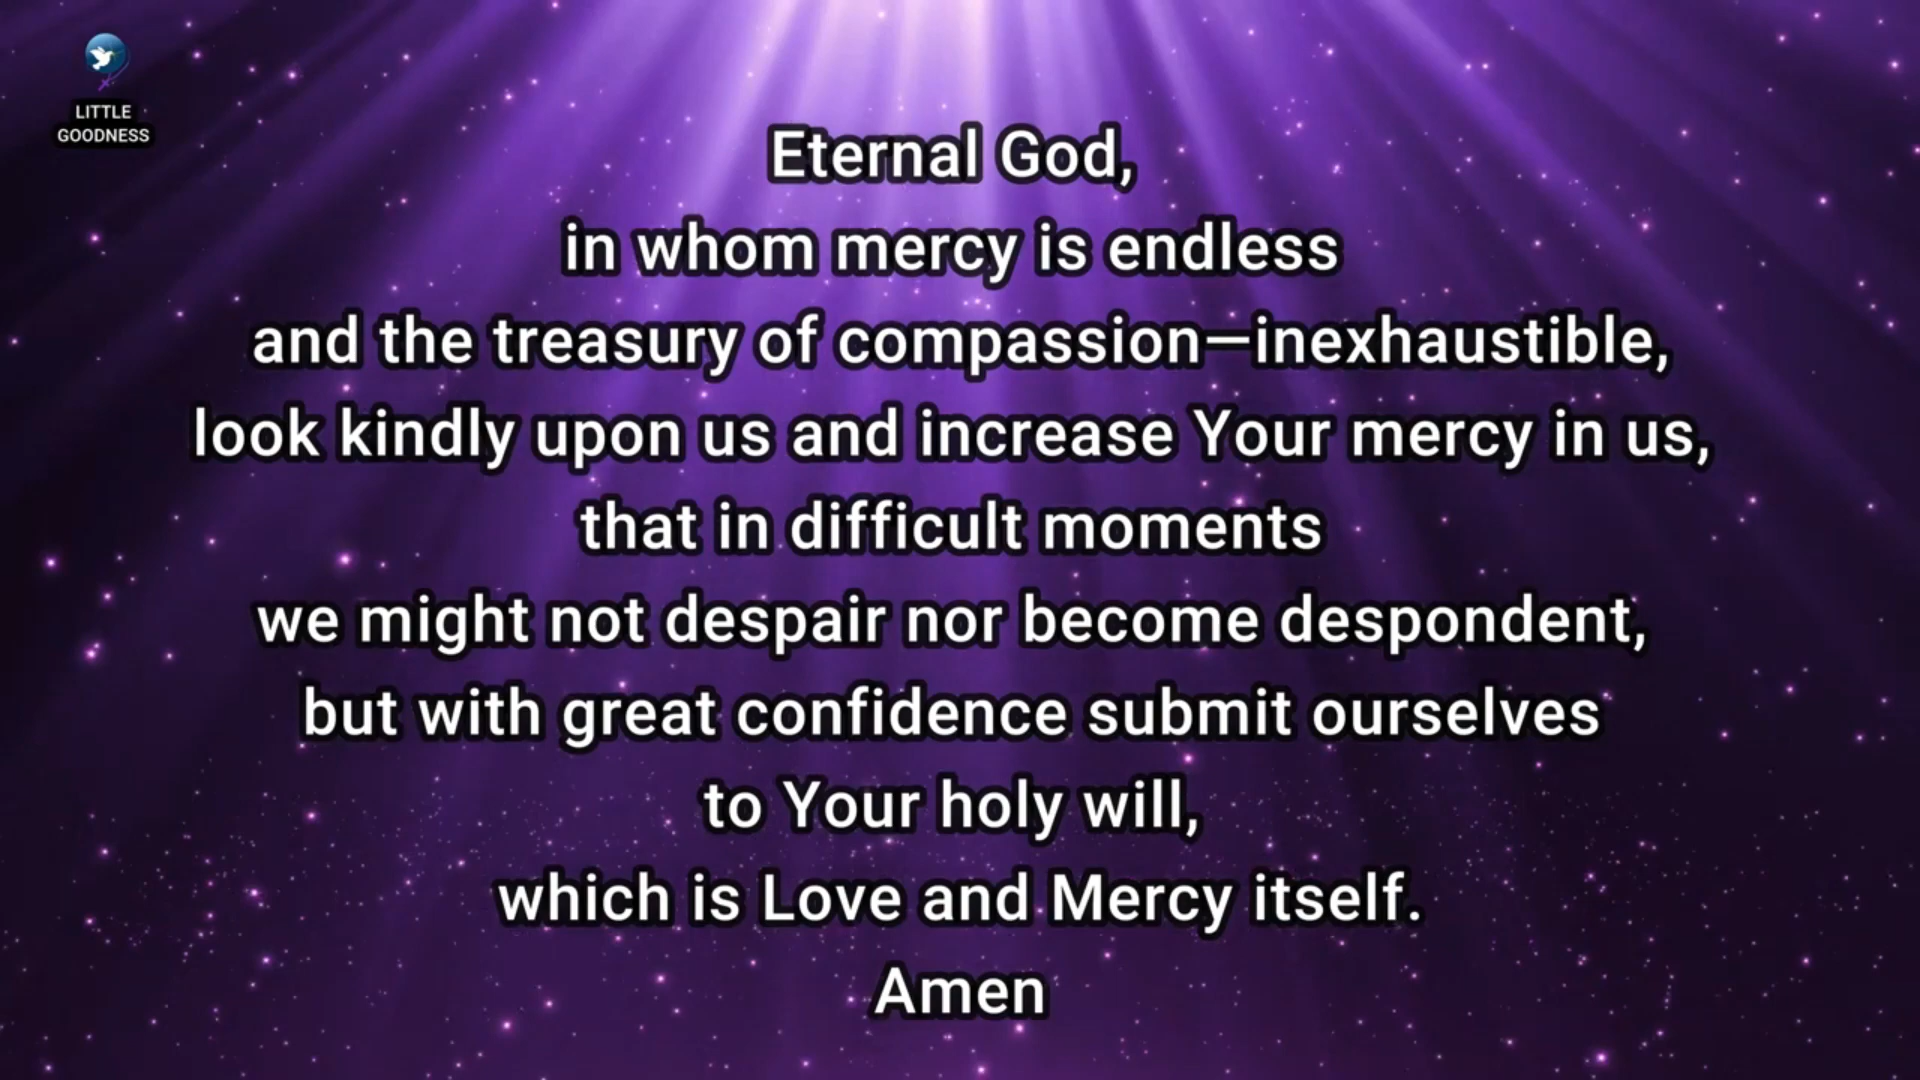 LITTLE
GOODNESS
Eternal God,
in whom mercy is endless
and the treasury of compassion—inexhaustible,
look kindly upon us and increase Your mercy in us,
that in difficult moments
we might not despair nor become despondent,
but with great confidence submit ourselves
to Your holy will,
which is Love and Mercy itself.
Amen